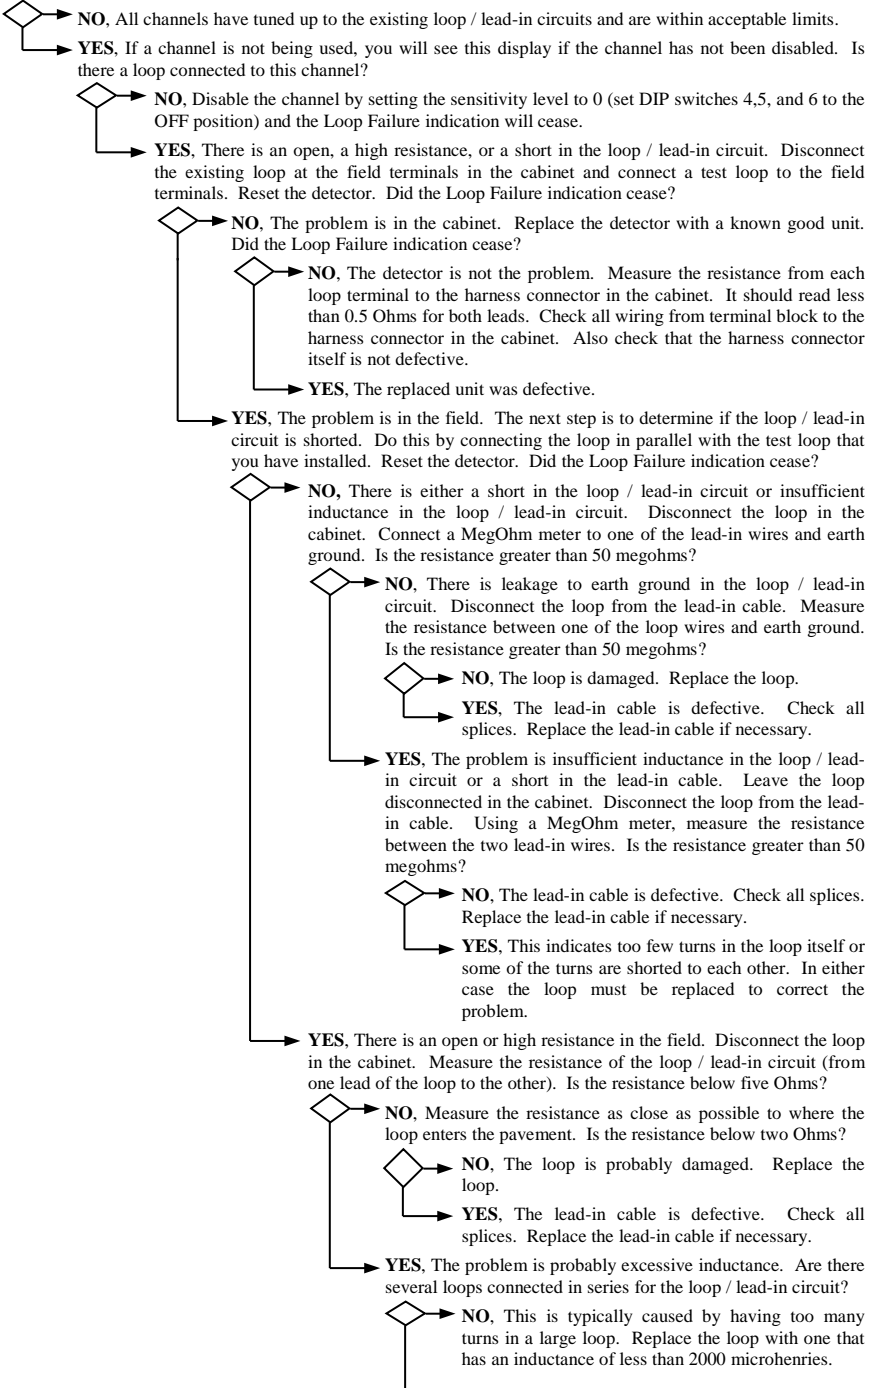 NO, All channels have tuned up to the existing loop / lead-in circuits and are within acceptable limits.
YES, If a channel is not being used, you will see this display if the channel has not been disabled. Is
there a loop connected to this channel?
NO, Disable the channel by setting the sensitivity level to 0 (set DIP switches 4,5, and 6 to the
OFF position) and the Loop Failure indication will cease.
YES, There is an open, a high resistance, or a short in the loop / lead-in circuit. Disconnect
the existing loop at the field terminals in the cabinet and connect a test loop to the field
terminals. Reset the detector. Did the Loop Failure indication cease?
NO, The problem is in the cabinet. Replace the detector with a known good unit.
Did the Loop Failure indication cease?
NO, The detector is not the problem. Measure the resistance from each
loop terminal to the harness connector in the cabinet. It should read less
than 0.5 Ohms for both leads. Check all wiring from terminal block to the
harness connector in the cabinet. Also check that the harness connector
itself is not defective.
YES, The replaced unit was defective.
YES, The problem is in the field. The next step is to determine if the loop / lead-in
circuit is shorted. Do this by connecting the loop in parallel with the test loop that
you have installed. Reset the detector. Did the Loop Failure indication cease?
NO, There is either a short in the loop / lead-in circuit or insufficient
inductance in the loop / lead-in circuit. Disconnect the loop in the
cabinet. Connect a MegOhm meter to one of the lead-in wires and earth
ground. Is the resistance greater than 50 megohms?
NO, There is leakage to earth ground in the loop / lead-in
circuit. Disconnect the loop from the lead-in cable. Measure
the resistance between one of the loop wires and earth ground.
Is the resistance greater than 50 megohms?
NO, The loop is damaged. Replace the loop.
YES, The lead-in cable is defective. Check all
splices. Replace the lead-in cable if necessary.
YES, The problem is insufficient inductance in the loop / lead-
in circuit or a short in the lead-in cable. Leave the loop
disconnected in the cabinet. Disconnect the loop from the lead-
in cable. Using a MegOhm meter, measure the resistance
between the two lead-in wires. Is the resistance greater than 50
megohms?
NO, The lead-in cable is defective. Check all splices.
Replace the lead-in cable if necessary.
YES, This indicates too few turns in the loop itself or
some of the turns are shorted to each other. In either
case the loop must be replaced to correct the
problem.
YES, There is an open or high resistance in the field. Disconnect the loop
in the cabinet. Measure the resistance of the loop / lead-in circuit (from
one lead of the loop to the other). Is the resistance below five Ohms?
NO, Measure the resistance as close as possible to where the
loop enters the pavement. Is the resistance below two Ohms?
NO, The loop is probably damaged. Replace the
loop.
YES, The lead-in cable is defective. Check all
splices. Replace the lead-in cable if necessary.
YES, The problem is probably excessive inductance. Are there
several loops connected in series for the loop / lead-in circuit?
NO, This is typically caused by having too many
turns in a large loop. Replace the loop with one that
has an inductance of less than 2000 microhenries.